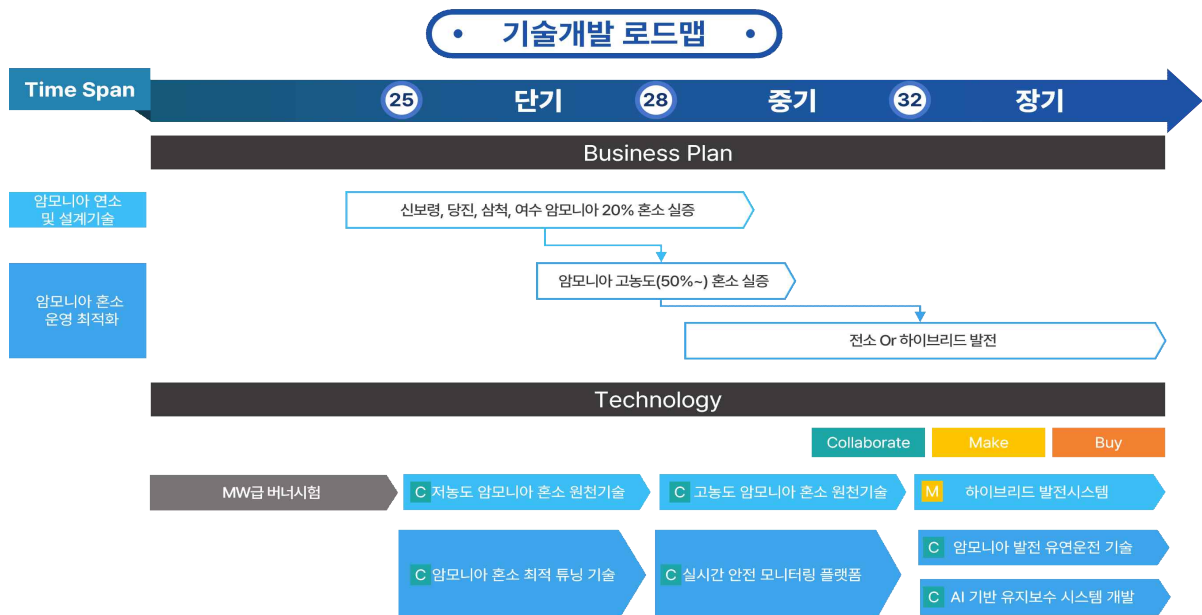 기술개발 로드맵
Time Span
25
단기
28
중기
32
장기
Business Plan
암모니아 연소
및 설계기술
신보령, 당진, 삼척, 여수 암모니아 20% 혼소 실증
암모니아 혼소
운영 최적화
암모니아 고농도(50%~) 혼소 실증
전소 Or 하이브리드 발전
Technology
Collaborate
Make
Buy
MW급 버너시험
C 저농도 암모니아 혼소 원천기술
C 고농도 암모니아 혼소 원천기술
M 하이브리드 발전시스템
C 암모니아 혼소 최적 튜닝 기술
C 실시간 안전 모니터링 플랫폼
C 암모니아 발전 유연운전 기술
C AI 기반 유지보수 시스템 개발